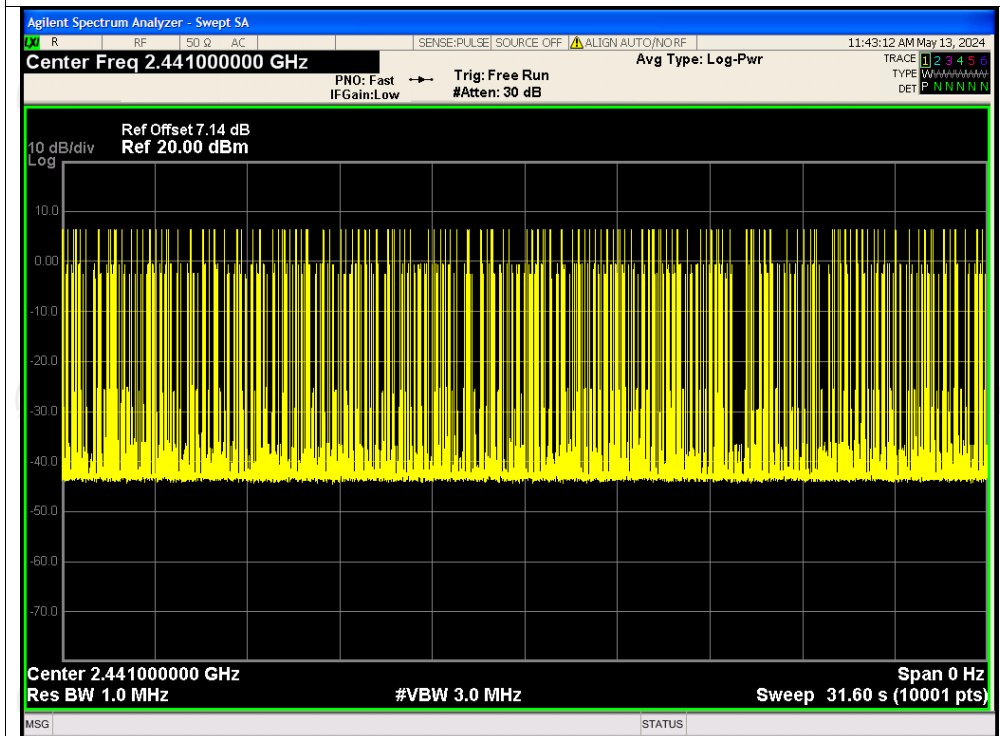 Agilent Spectrum Analyzer - Swept SA
LXI R RF 50 Ω AC SENSE:PULSE SOURCE OFF ALIGN AUTO/NO RF 11:43:12 AM May 13, 2024
Center Freq 2.441000000 GHz Avg Type: Log-Pwr TRACE 1 2 3 4 5 6
PNO: Fast Trig: Free Run TYPE W
IFGain:Low #Atten: 30 dB DET P N N N N N
Ref Offset 7.14 dB
10 dB/div Ref 20.00 dBm
Log
10.0
0.00
-10.0
-20.0
-30.0
-40.0
-50.0
-60.0
-70.0
Center 2.441000000 GHz Span 0 Hz
Res BW 1.0 MHz #VBW 3.0 MHz Sweep 31.60 s (10001 pts)
MSG STATUS